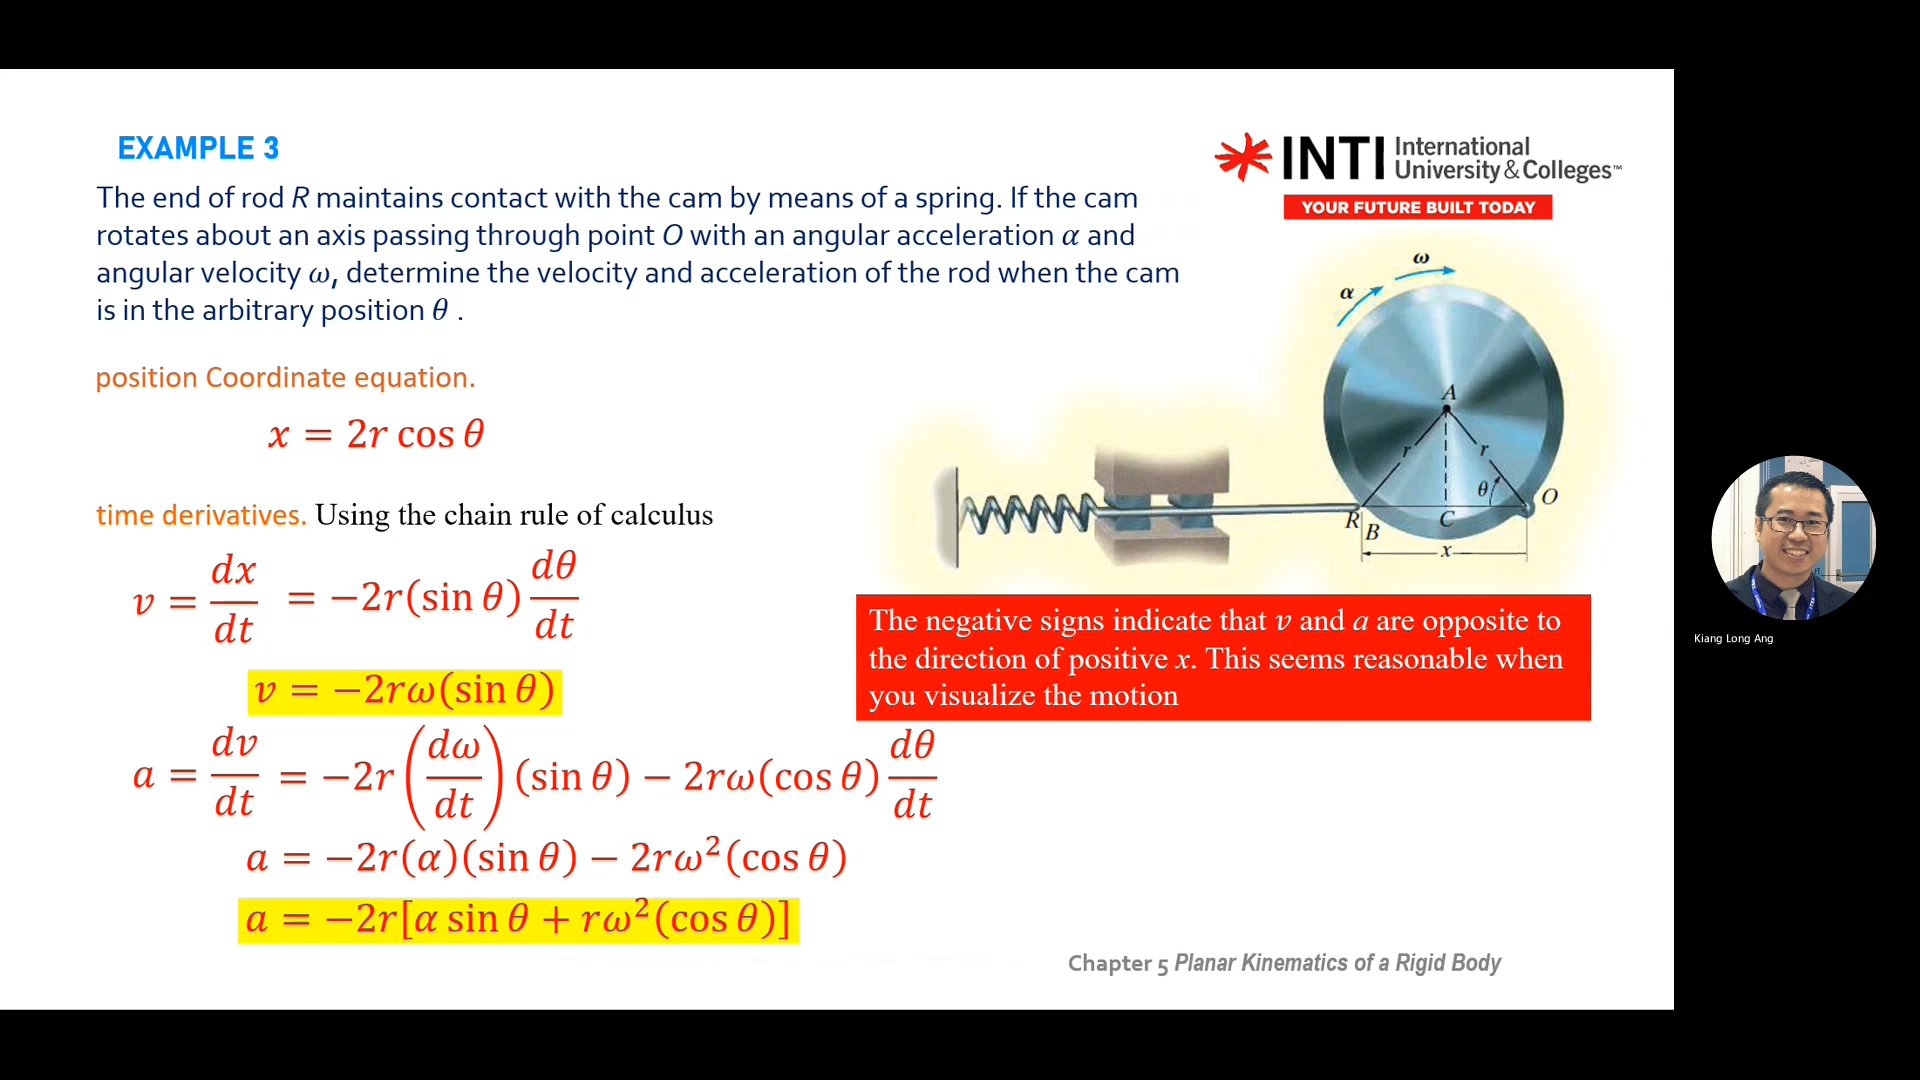 EXAMPLE 3
INTI International
University & Colleges™
YOUR FUTURE BUILT TODAY
The end of rod R maintains contact with the cam by means of a spring. If the cam
rotates about an axis passing through point O with an angular acceleration α and
angular velocity ω, determine the velocity and acceleration of the rod when the cam
is in the arbitrary position θ .
position Coordinate equation.
x = 2r cos θ
time derivatives. Using the chain rule of calculus
v = dx/dt = −2r(sin θ) dθ/dt
v = −2rω(sin θ)
a = dv/dt = −2r (dω/dt) (sin θ) − 2rω(cos θ) dθ/dt
a = −2r(α)(sin θ) − 2rω²(cos θ)
a = −2r[α sin θ + rω²(cos θ)]
ω
α
A
r
r
θ
O
R
B
C
x
The negative signs indicate that v and a are opposite to
the direction of positive x. This seems reasonable when
you visualize the motion
Chapter 5 Planar Kinematics of a Rigid Body
Kiang Long Ang